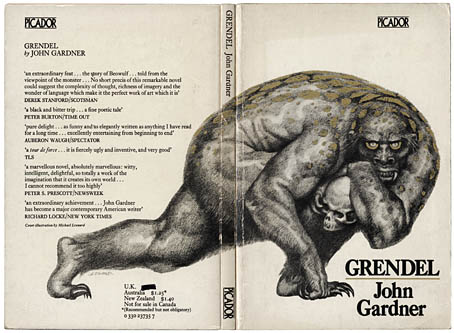 PICADOR
GRENDEL
by JOHN GARDNER
'an extraordinary feat . . . the story of Beowulf . . . told from the
viewpoint of the monster . . . No short precis of this remarkable novel
could suggest the complexity of thought, richness of imagery and the
wonder of language which make it the perfect work of art which it is'
DEREK STANFORD/SCOTSMAN
'a black and bitter trip . . . a fine poetic tale'
PETER BURTON/TIME OUT
'pure delight . . . as funny and to elegantly written as anything I have read
for a long time . . . excellently entertaining from beginning to end'
AUBERON WAUGH/SPECTATOR
'a tour de force . . . it is fiercely ugly and inventive, and very good'
TLS
'a marvellous novel, absolutely marvellous: witty,
intelligent, delightful, so totally a work of the
imagination that it creates its own world . . .
I cannot recommend it too highly'
PETER S. PRESCOTT/NEWSWEEK
'an extraordinary achievement . . . John Gardner
has become a major contemporary American writer'
RICHARD LOCKE/NEW YORK TIMES
Cover illustration by Michael Leonard
U.K.
Australia $1.25*
New Zealand $1.40
Not for sale in Canada
*(Recommended but not obligatory)
0 330 23735 7
GRENDEL John Gardner
PICADOR
PICADOR
GRENDEL
John
Gardner